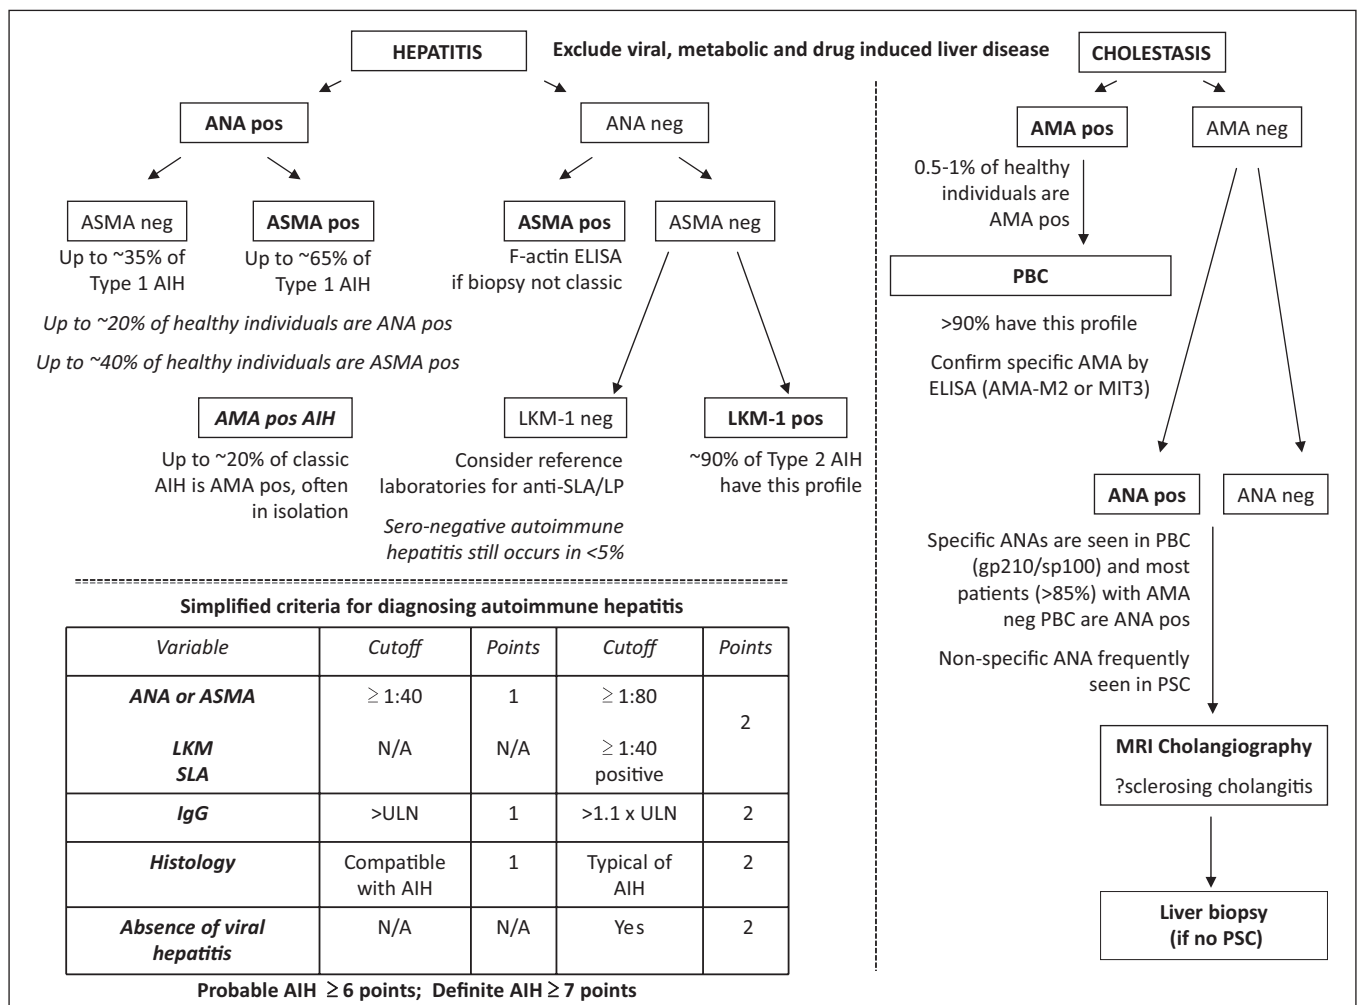 HEPATITIS
Exclude viral, metabolic and drug induced liver disease
CHOLESTASIS
ANA pos
ANA neg
ASMA neg
Up to ~35% of
Type 1 AIH
ASMA pos
Up to ~65% of
Type 1 AIH
ASMA pos
F-actin ELISA
if biopsy not classic
ASMA neg
Up to ~20% of healthy individuals are ANA pos
Up to ~40% of healthy individuals are ASMA pos
AMA pos AIH
Up to ~20% of classic
AIH is AMA pos, often
in isolation
LKM-1 neg
Consider reference
laboratories for anti-SLA/LP
Sero-negative autoimmune
hepatitis still occurs in <5%
LKM-1 pos
~90% of Type 2 AIH
have this profile
AMA pos
AMA neg
0.5-1% of healthy
individuals are
AMA pos
PBC
>90% have this profile
Confirm specific AMA by
ELISA (AMA-M2 or MIT3)
ANA pos
ANA neg
Specific ANAs are seen in PBC
(gp210/sp100) and most
patients (>85%) with AMA
neg PBC are ANA pos
Non-specific ANA frequently
seen in PSC
MRI Cholangiography
?sclerosing cholangitis
Liver biopsy
(if no PSC)
Simplified criteria for diagnosing autoimmune hepatitis
Variable Cutoff Points Cutoff Points
ANA or ASMA ≥ 1:40 1 ≥ 1:80
2
LKM N/A N/A ≥ 1:40
SLA positive
IgG >ULN 1 >1.1 x ULN 2
Histology Compatible 1 Typical of 2
with AIH AIH
Absence of viral N/A N/A Yes 2
hepatitis
Probable AIH ≥ 6 points; Definite AIH ≥ 7 points